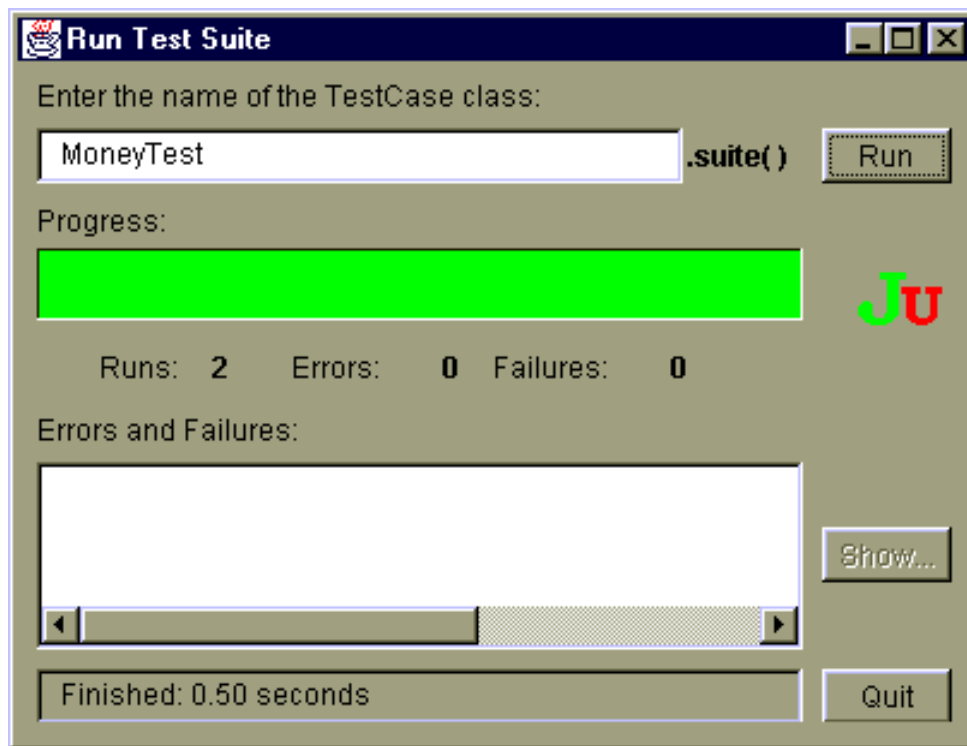 Run Test Suite
Enter the name of the TestCase class:
MoneyTest .suite( ) Run
Progress:
JU
Runs: 2 Errors: 0 Failures: 0
Errors and Failures:
Show...
Finished: 0.50 seconds Quit